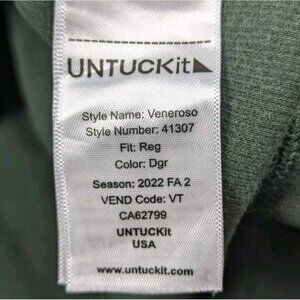 UNTUCKit
Style Name: Veneroso
Style Number: 41307
Fit: Reg
Color: Dgr
Season: 2022 FA 2
VEND Code: VT
CA62799
UNTUCKit
USA
www.untuckit.com